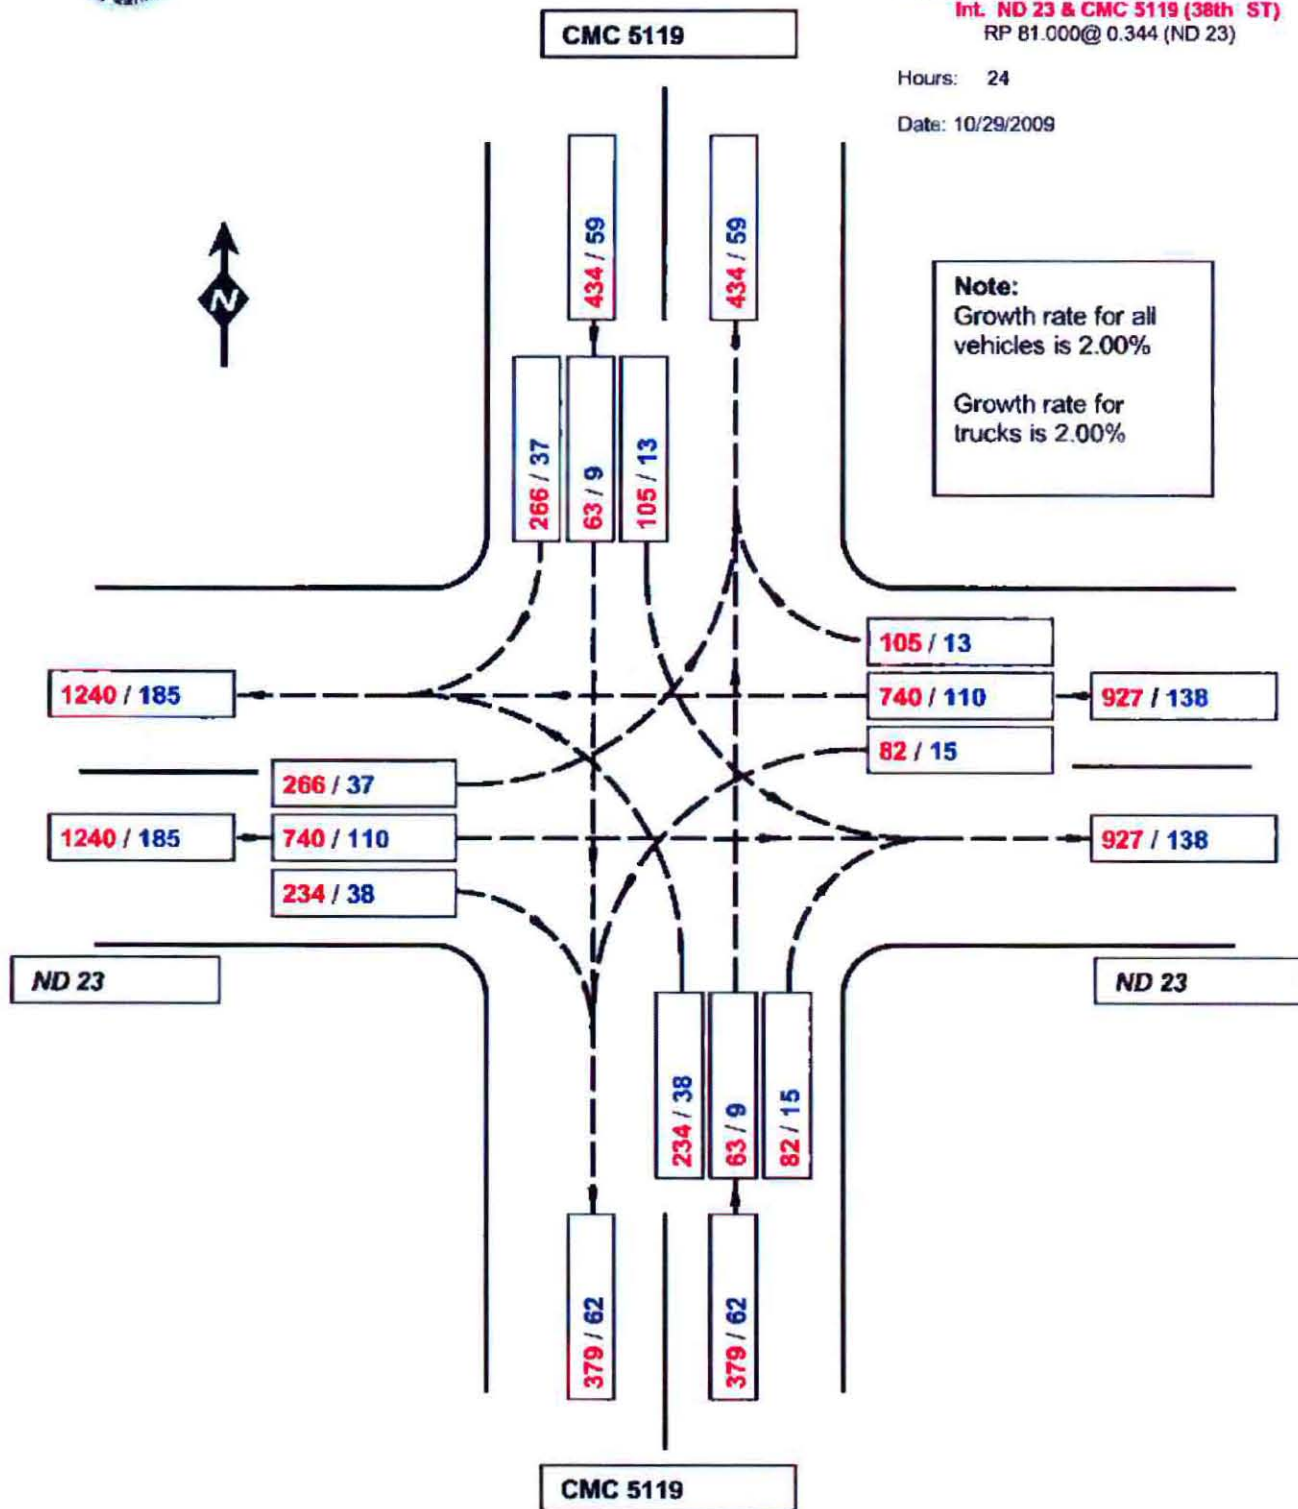 Int. ND 23 & CMC 5119 (38th ST)
RP 81.000@ 0.344 (ND 23)
CMC 5119
Hours: 24
Date: 10/29/2009
434 / 59
434 / 59
N
Note:
Growth rate for all
vehicles is 2.00%
Growth rate for
trucks is 2.00%
266 / 37
63 / 9
105 / 13
105 / 13
1240 / 185
740 / 110
927 / 138
82 / 15
266 / 37
1240 / 185
740 / 110
927 / 138
234 / 38
ND 23
ND 23
234 / 38
63 / 9
82 / 15
379 / 62
379 / 62
CMC 5119